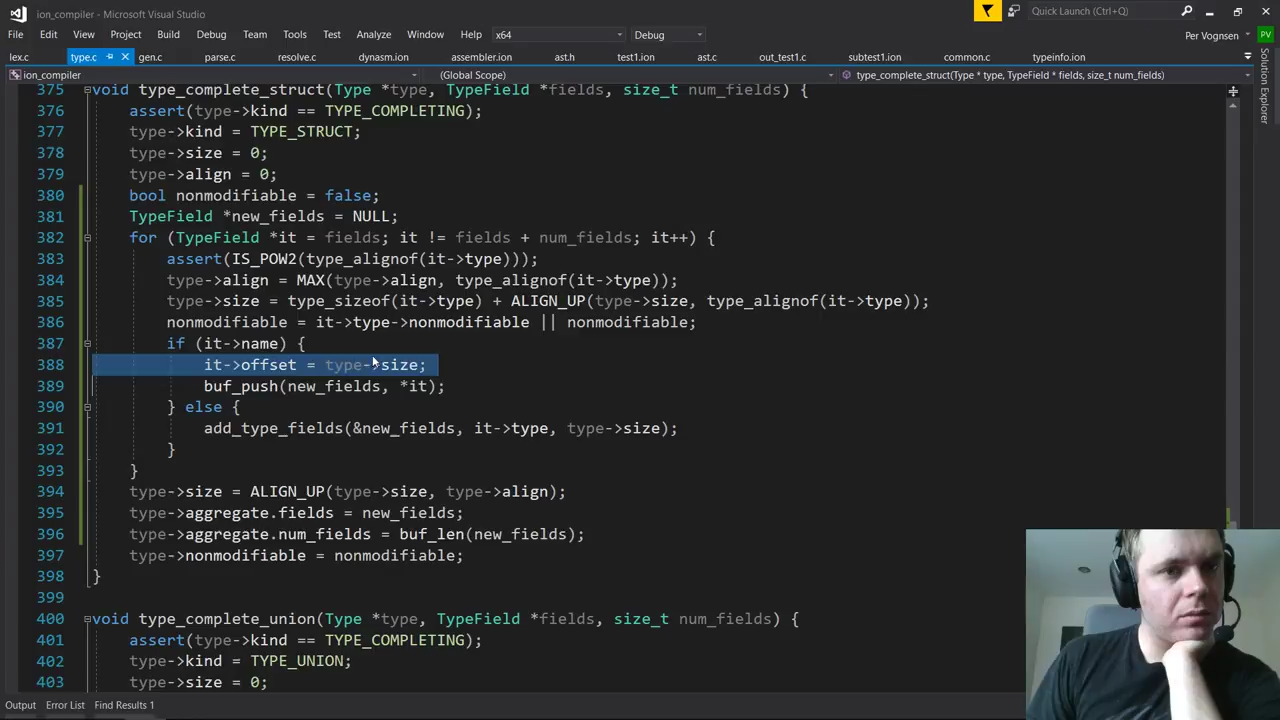 ion_compiler - Microsoft Visual Studio
Quick Launch (Ctrl+Q)
File Edit View Project Build Debug Team Tools Test Analyze Window Help x64 Debug
Per Vognsen PV
lex.c type.c gen.c parse.c resolve.c dynasm.ion assembler.ion ast.h test1.ion ast.c out_test1.c subtest1.ion common.c typeinfo.ion
ion_compiler (Global Scope) type_complete_struct(Type * type, TypeField * fields, size_t num_fields)
Solution Explorer
375 void type_complete_struct(Type *type, TypeField *fields, size_t num_fields) {
376 assert(type->kind == TYPE_COMPLETING);
377 type->kind = TYPE_STRUCT;
378 type->size = 0;
379 type->align = 0;
380 bool nonmodifiable = false;
381 TypeField *new_fields = NULL;
382 for (TypeField *it = fields; it != fields + num_fields; it++) {
383 assert(IS_POW2(type_alignof(it->type)));
384 type->align = MAX(type->align, type_alignof(it->type));
385 type->size = type_sizeof(it->type) + ALIGN_UP(type->size, type_alignof(it->type));
386 nonmodifiable = it->type->nonmodifiable || nonmodifiable;
387 if (it->name) {
388 it->offset = type->size;
389 buf_push(new_fields, *it);
390 } else {
391 add_type_fields(&new_fields, it->type, type->size);
392 }
393 }
394 type->size = ALIGN_UP(type->size, type->align);
395 type->aggregate.fields = new_fields;
396 type->aggregate.num_fields = buf_len(new_fields);
397 type->nonmodifiable = nonmodifiable;
398 }
399
400 void type_complete_union(Type *type, TypeField *fields, size_t num_fields) {
401 assert(type->kind == TYPE_COMPLETING);
402 type->kind = TYPE_UNION;
403 type->size = 0;
Output Error List Find Results 1